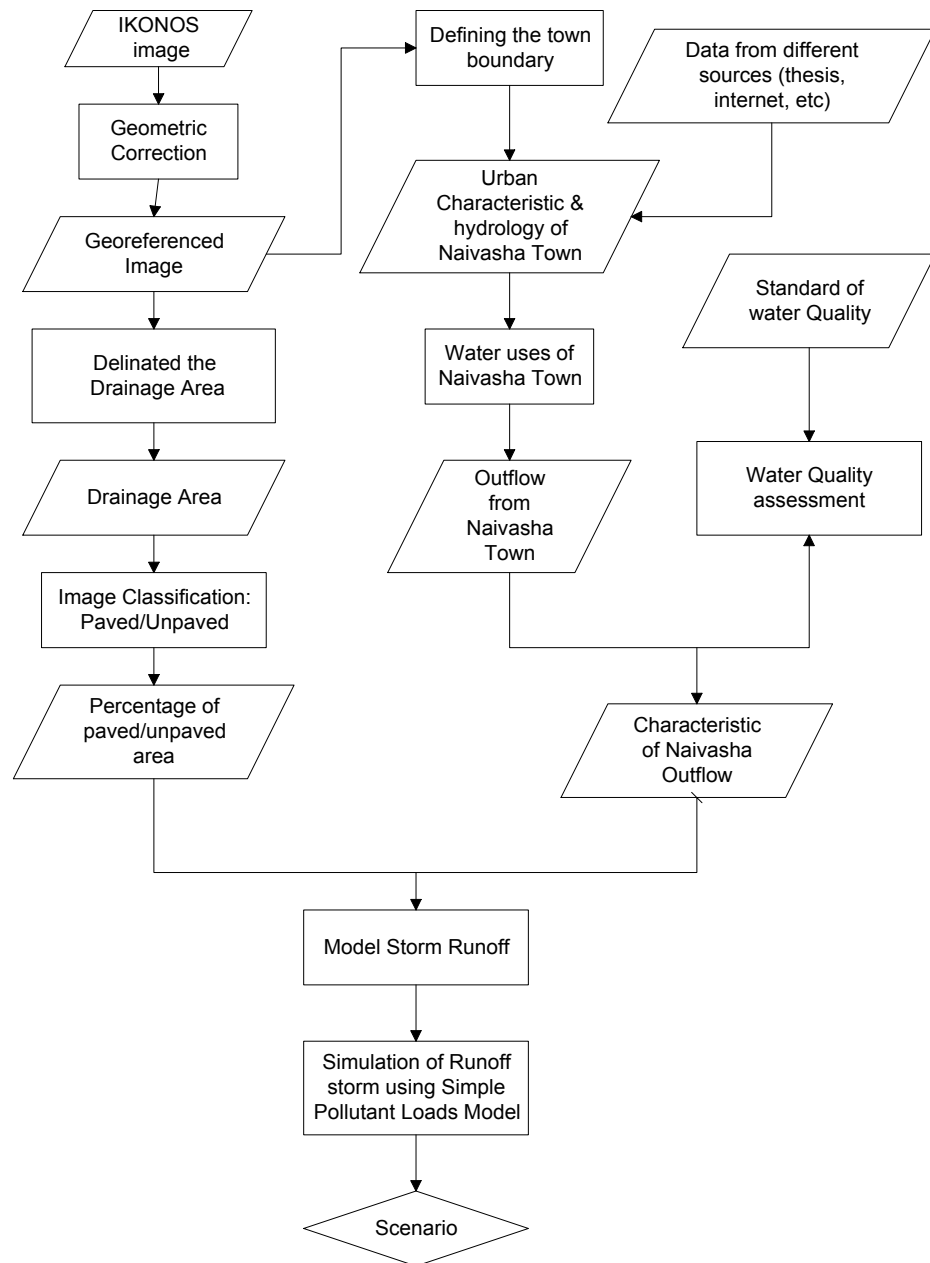 IKONOS
image
Geometric
Correction
Georeferenced
Image
Delinated the
Drainage Area
Drainage Area
Image Classification:
Paved/Unpaved
Percentage of
paved/unpaved
area
Defining the town
boundary
Data from different
sources (thesis,
internet, etc)
Urban
Characteristic &
hydrology of
Naivasha Town
Water uses of
Naivasha Town
Outflow
from
Naivasha
Town
Standard of
water Quality
Water Quality
assessment
Characteristic
of Naivasha
Outflow
Model Storm Runoff
Simulation of Runoff
storm using Simple
Pollutant Loads Model
Scenario